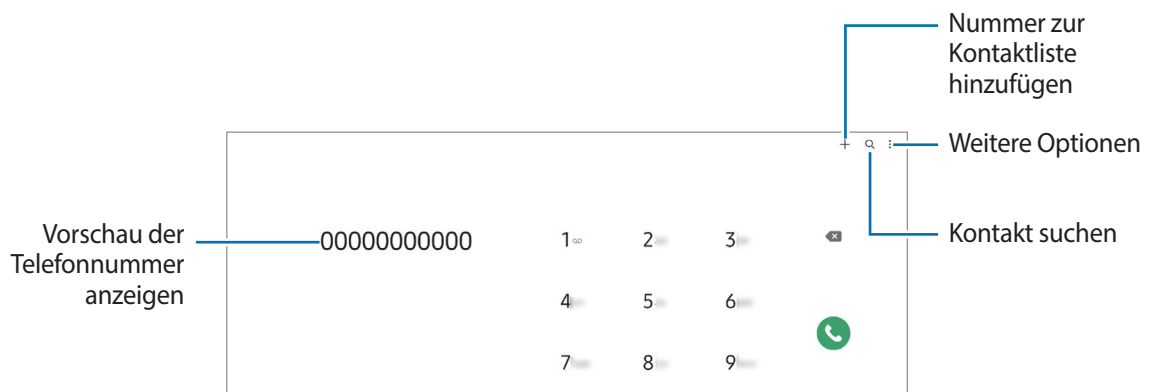 Nummer zur
Kontaktliste
hinzufügen
Weitere Optionen
Kontakt suchen
Vorschau der
Telefonnummer
anzeigen
00000000000
1 2 3
4 5 6
7 8 9